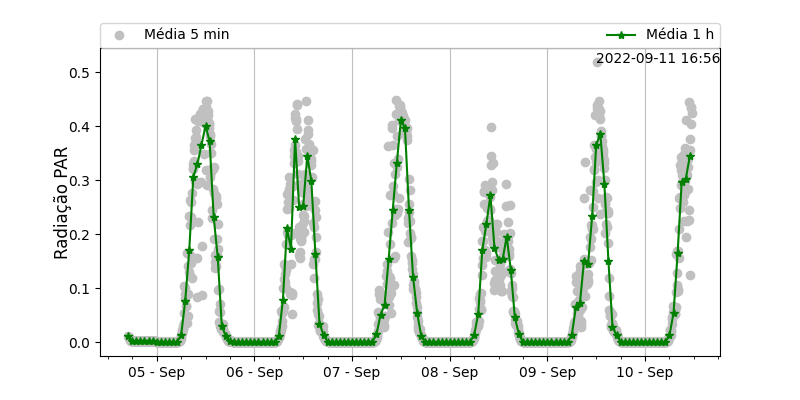 Média 5 min
Média 1 h
2022-09-11 16:56
Radiação PAR
0.5
0.4
0.3
0.2
0.1
0.0
05 - Sep
06 - Sep
07 - Sep
08 - Sep
09 - Sep
10 - Sep